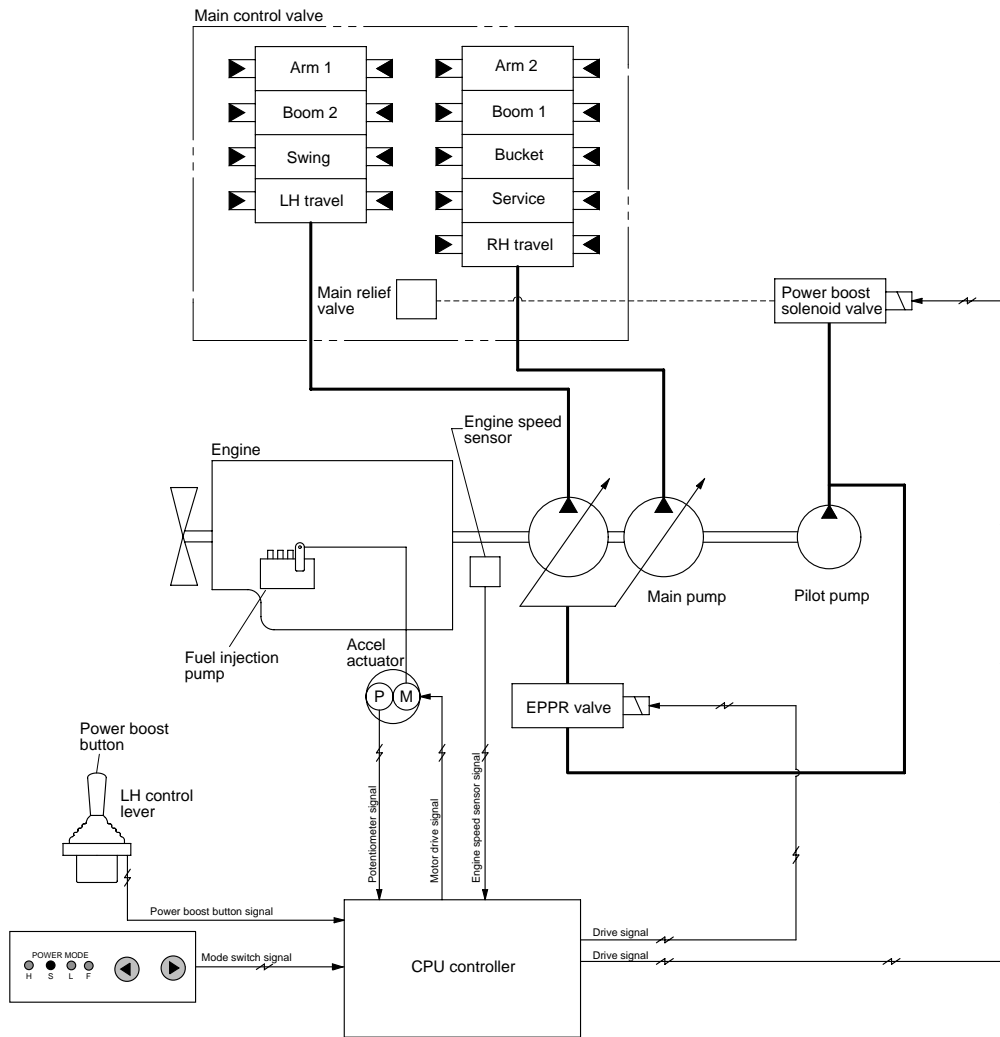 Main control valve
Arm 1
Boom 2
Swing
LH travel
Arm 2
Boom 1
Bucket
Service
RH travel
Main relief
valve
Power boost
solenoid valve
Engine speed
sensor
Engine
Fuel injection
pump
Main pump
Pilot pump
Accel
actuator
P
M
EPPR valve
Power boost
button
LH control
lever
Potentiometer signal
Motor drive signal
Engine speed sensor signal
Power boost button signal
Mode switch signal
POWER MODE
H
S
L
F
CPU controller
Drive signal
Drive signal